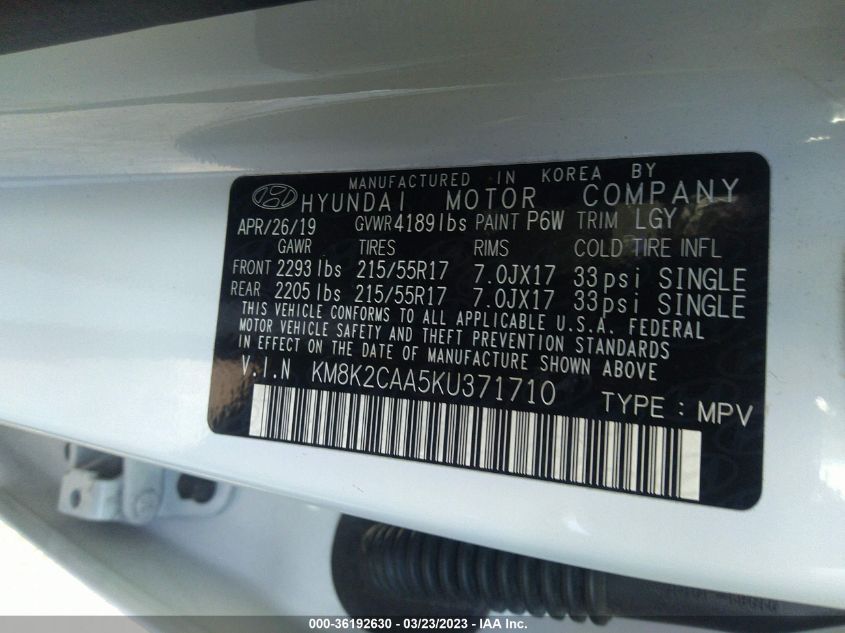 MANUFACTURED IN KOREA BY
HYUNDAI MOTOR COMPANY
APR/26/19 GVWR 4189 lbs PAINT P6W TRIM LGY
GAWR TIRES RIMS COLD TIRE INFL
FRONT 2293 lbs 215/55R17 7.0JX17 33psi SINGLE
REAR 2205 lbs 215/55R17 7.0JX17 33psi SINGLE
THIS VEHICLE CONFORMS TO ALL APPLICABLE U.S.A. FEDERAL
MOTOR VEHICLE SAFETY AND THEFT PREVENTION STANDARDS
IN EFFECT ON THE DATE OF MANUFACTURE SHOWN ABOVE
V.I.N KM8K2CAA5KU371710
TYPE : MPV
000-36192630 - 03/23/2023 - IAA Inc.